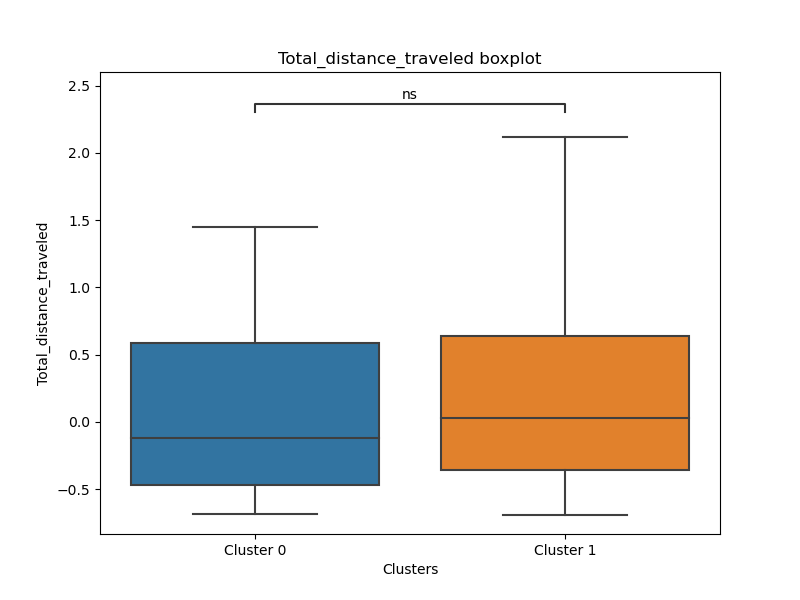 Total_distance_traveled boxplot
ns
2.5
2.0
1.5
1.0
0.5
0.0
−0.5
Total_distance_traveled
Cluster 0
Cluster 1
Clusters